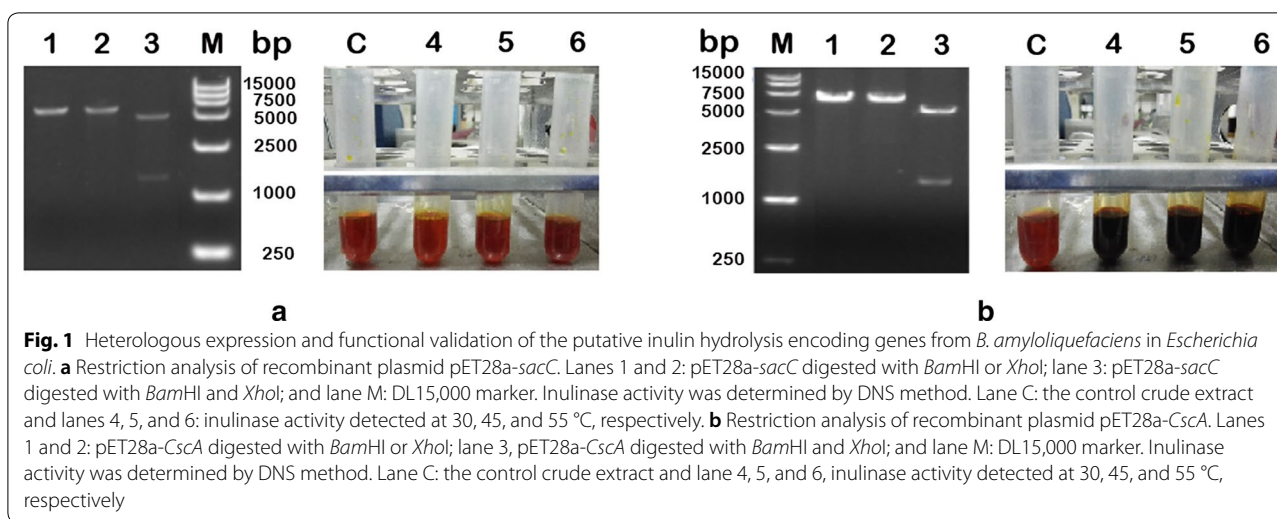 1 2 3 M bp C 4 5 6
15000
7500
5000
2500
1000
250
a
bp M 1 2 3 C 4 5 6
15000
7500
5000
2500
1000
250
b
Fig. 1 Heterologous expression and functional validation of the putative inulin hydrolysis encoding genes from B. amyloliquefaciens in Escherichia
coli. a Restriction analysis of recombinant plasmid pET28a-sacC. Lanes 1 and 2: pET28a-sacC digested with BamHI or XhoI; lane 3: pET28a-sacC
digested with BamHI and XhoI; and lane M: DL15,000 marker. Inulinase activity was determined by DNS method. Lane C: the control crude extract
and lanes 4, 5, and 6: inulinase activity detected at 30, 45, and 55 °C, respectively. b Restriction analysis of recombinant plasmid pET28a-CscA. Lanes
1 and 2: pET28a-CscA digested with BamHI or XhoI; lane 3, pET28a-CscA digested with BamHI and XhoI; and lane M: DL15,000 marker. Inulinase
activity was determined by DNS method. Lane C: the control crude extract and lane 4, 5, and 6, inulinase activity detected at 30, 45, and 55 °C,
respectively